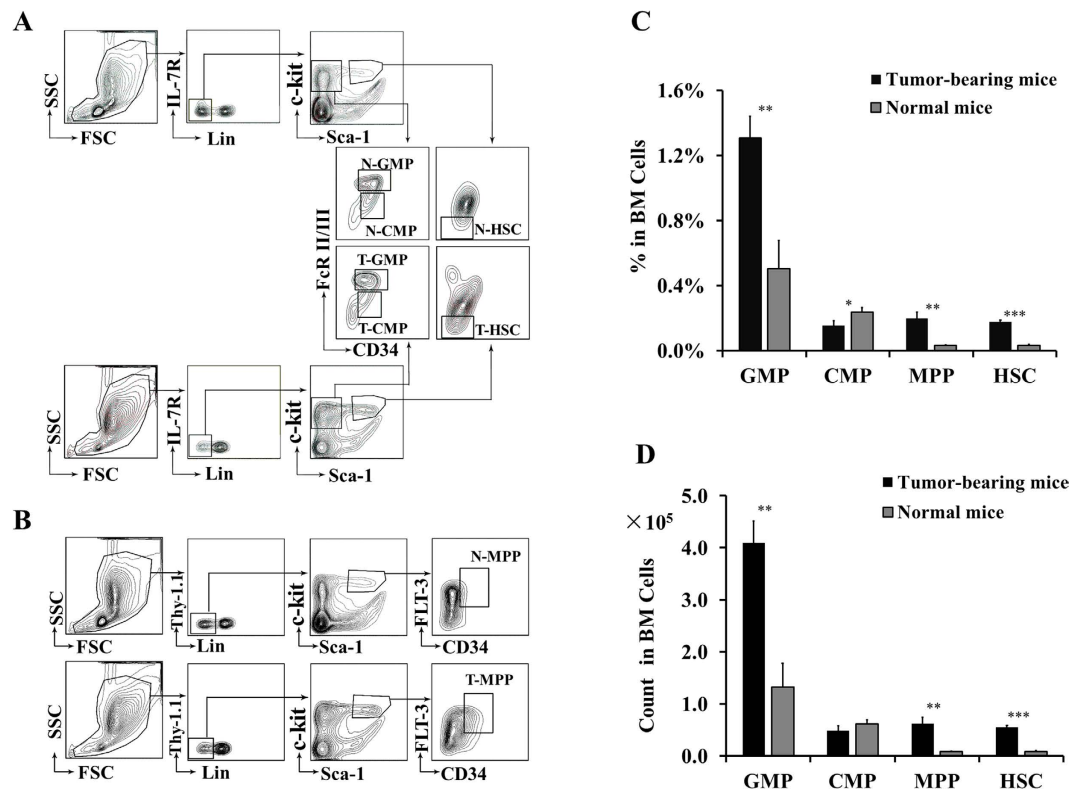 A
SSC
FSC
IL-7R
Lin
c-kit
Sca-1
FcR II/III
CD34
N-GMP
N-CMP
N-HSC
T-GMP
T-CMP
T-HSC
SSC
FSC
IL-7R
Lin
c-kit
Sca-1
B
SSC
FSC
Thy-1.1
Lin
c-kit
Sca-1
FLT-3
CD34
N-MPP
SSC
FSC
Thy-1.1
Lin
c-kit
Sca-1
FLT-3
CD34
T-MPP
C
Tumor-bearing mice
Normal mice
% in BM Cells
1.6%
1.2%
0.8%
0.4%
0.0%
**
*
**
***
GMP CMP MPP HSC
D
Tumor-bearing mice
Normal mice
×10⁵
Count in BM Cells
5.0
4.0
3.0
2.0
1.0
0.0
**
**
***
GMP CMP MPP HSC